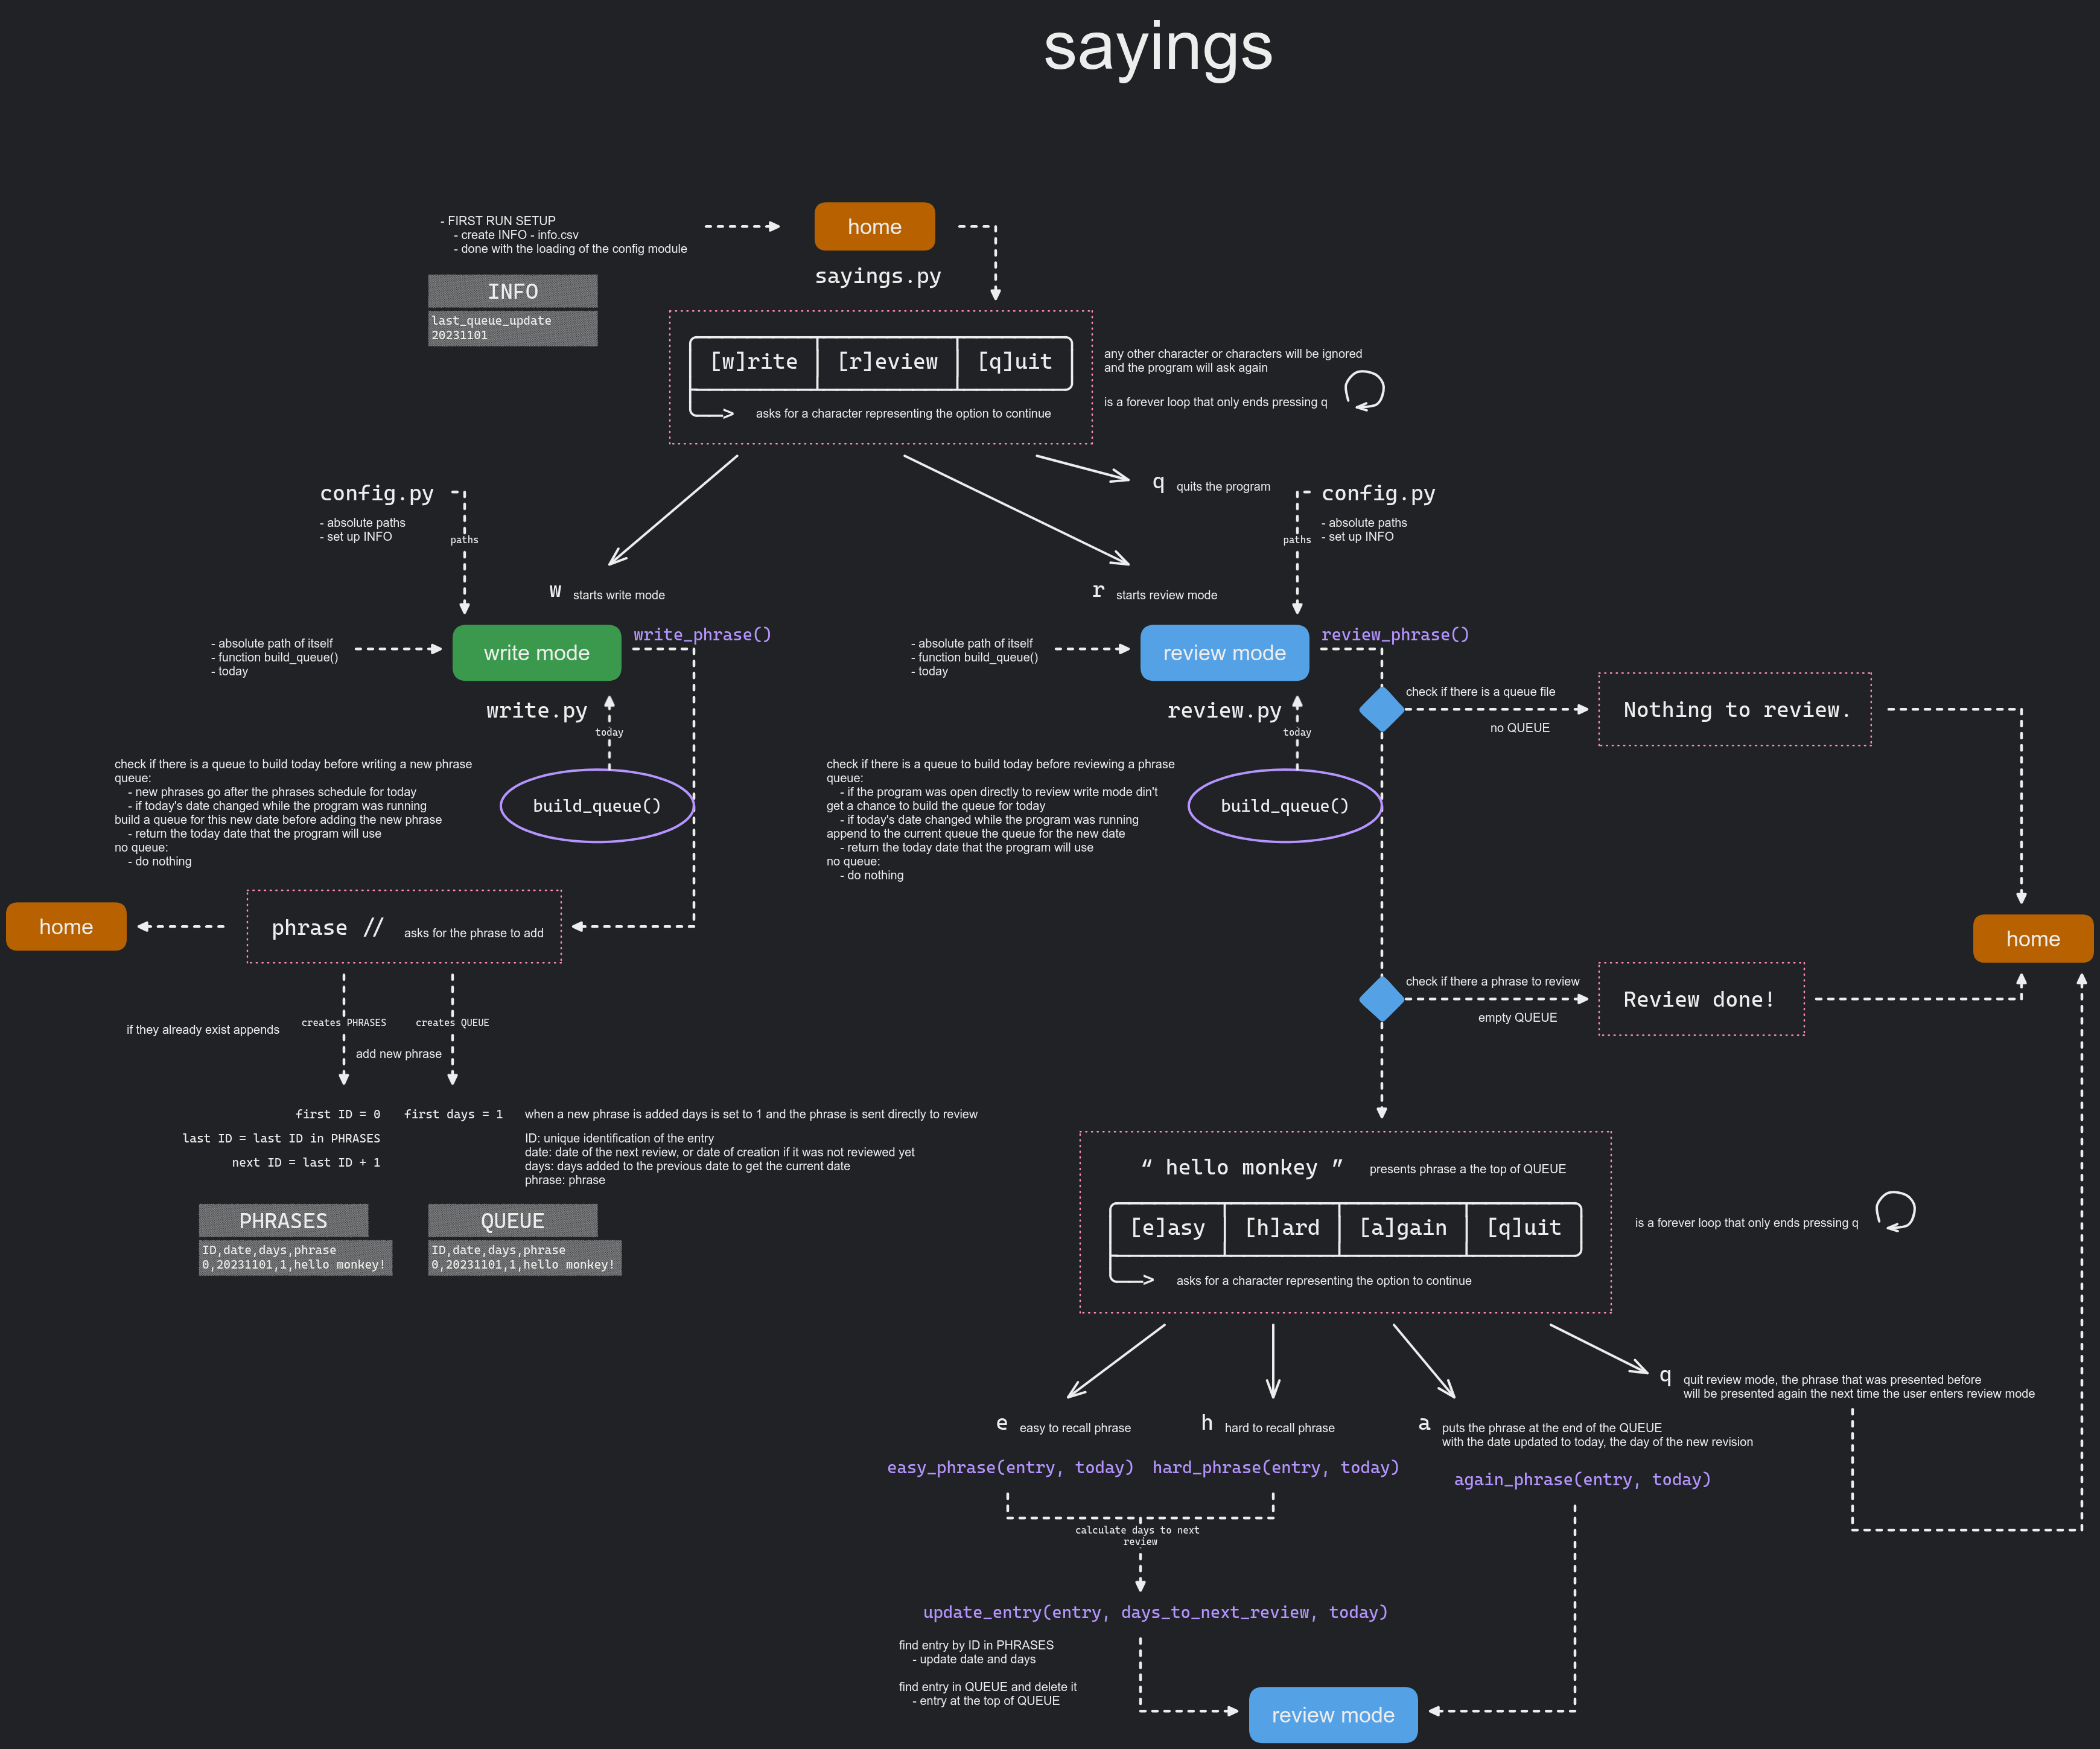 sayings
- FIRST RUN SETUP
- create INFO - info.csv
- done with the loading of the config module
home
sayings.py
INFO
last_queue_update
20231101
[w]rite
[r]eview
[q]uit
> asks for a character representing the option to continue
any other character or characters will be ignored
and the program will ask again
is a forever loop that only ends pressing q
q quits the program
config.py
- absolute paths
- set up INFO
paths
config.py
- absolute paths
- set up INFO
paths
w starts write mode
r starts review mode
- absolute path of itself
- function build_queue()
- today
write mode
write_phrase()
write.py
today
build_queue()
check if there is a queue to build today before writing a new phrase
queue:
- new phrases go after the phrases schedule for today
- if today's date changed while the program was running
build a queue for this new date before adding the new phrase
- return the today date that the program will use
no queue:
- do nothing
- absolute path of itself
- function build_queue()
- today
review mode
review_phrase()
review.py
today
build_queue()
check if there is a queue to build today before reviewing a phrase
queue:
- if the program was open directly to review write mode din't
get a chance to build the queue for today
- if today's date changed while the program was running
append to the current queue the queue for the new date
- return the today date that the program will use
no queue:
- do nothing
check if there is a queue file
no QUEUE
Nothing to review.
home
phrase // asks for the phrase to add
home
check if there a phrase to review
empty QUEUE
Review done!
if they already exist appends
creates PHRASES
creates QUEUE
add new phrase
first ID = 0
last ID = last ID in PHRASES
next ID = last ID + 1
first days = 1
when a new phrase is added days is set to 1 and the phrase is sent directly to review
ID: unique identification of the entry
date: date of the next review, or date of creation if it was not reviewed yet
days: days added to the previous date to get the current date
phrase: phrase
PHRASES
ID,date,days,phrase
0,20231101,1,hello monkey!
QUEUE
ID,date,days,phrase
0,20231101,1,hello monkey!
“ hello monkey ” presents phrase a the top of QUEUE
[e]asy
[h]ard
[a]gain
[q]uit
> asks for a character representing the option to continue
is a forever loop that only ends pressing q
q quit review mode, the phrase that was presented before
will be presented again the next time the user enters review mode
e easy to recall phrase
h hard to recall phrase
a puts the phrase at the end of the QUEUE
with the date updated to today, the day of the new revision
easy_phrase(entry, today)
hard_phrase(entry, today)
again_phrase(entry, today)
calculate days to next
review
update_entry(entry, days_to_next_review, today)
find entry by ID in PHRASES
- update date and days
find entry in QUEUE and delete it
- entry at the top of QUEUE
review mode